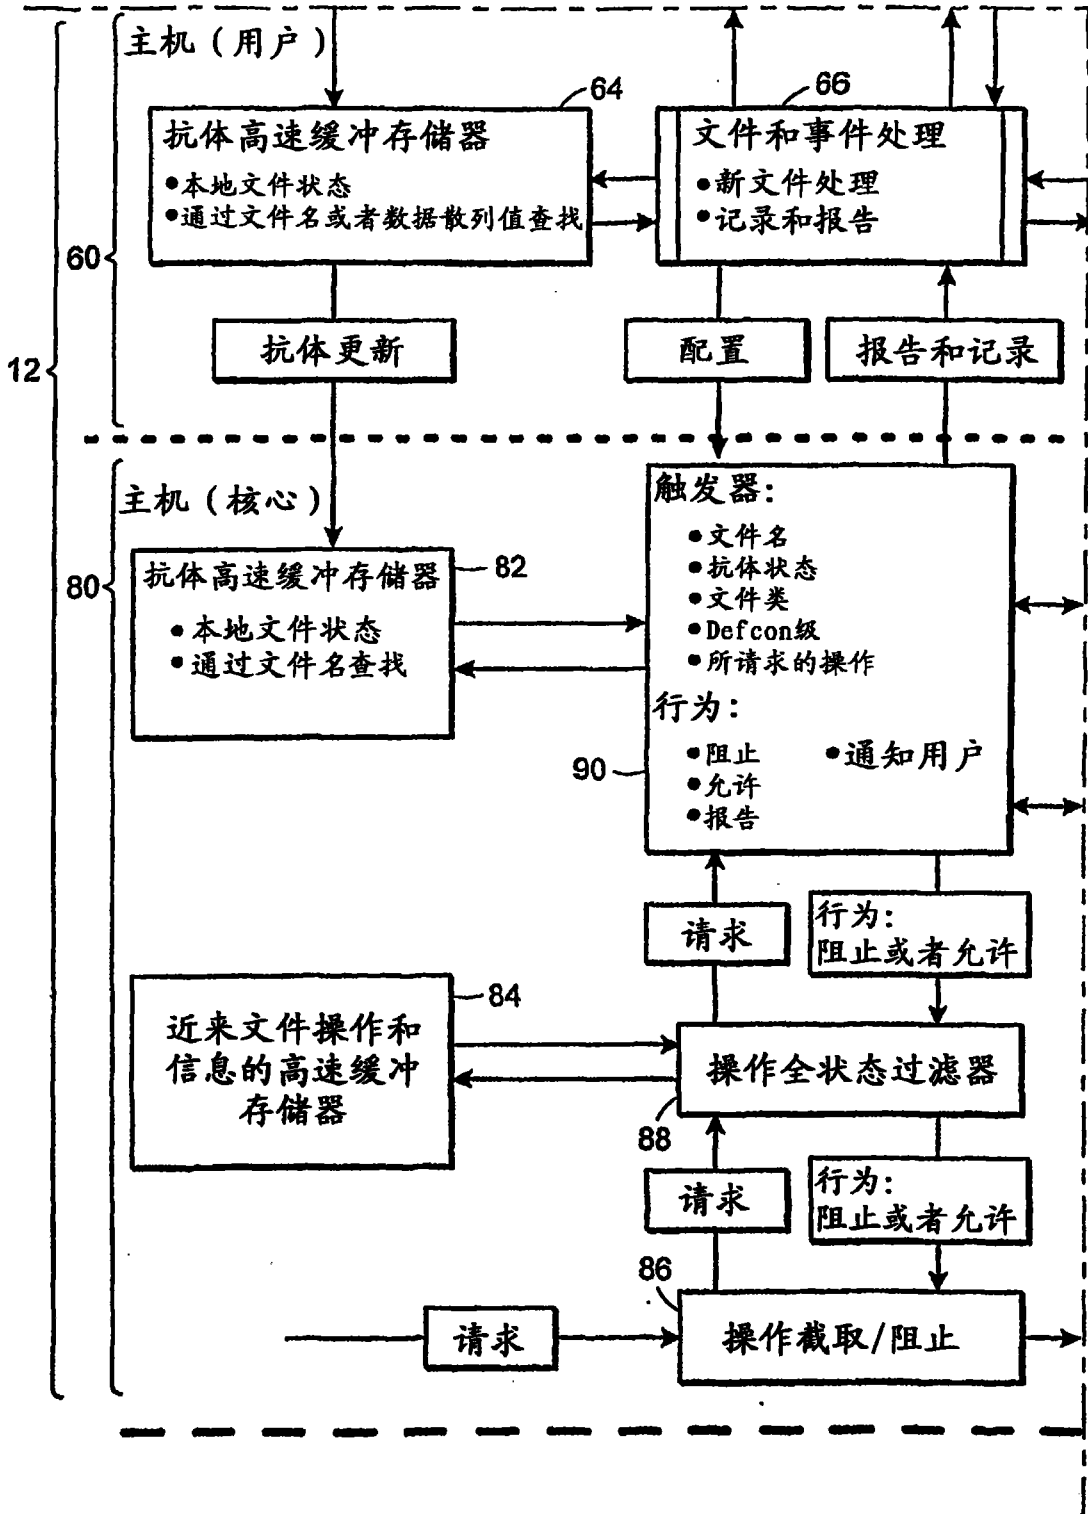 主机（用户）
64
抗体高速缓冲存储器
●本地文件状态
●通过文件名或者数据散列值查找
66
文件和事件处理
●新文件处理
●记录和报告
60
抗体更新
配置
报告和记录
12
主机（核心）
80
82
抗体高速缓冲存储器
●本地文件状态
●通过文件名查找
触发器：
●文件名
●抗体状态
●文件类
●Defcon级
●所请求的操作
行为：
●阻止
●允许
●报告
●通知用户
90
请求
行为：
阻止或者允许
84
近来文件操作和
信息的高速缓冲
存储器
操作全状态过滤器
88
请求
行为：
阻止或者允许
86
请求
操作截取/阻止